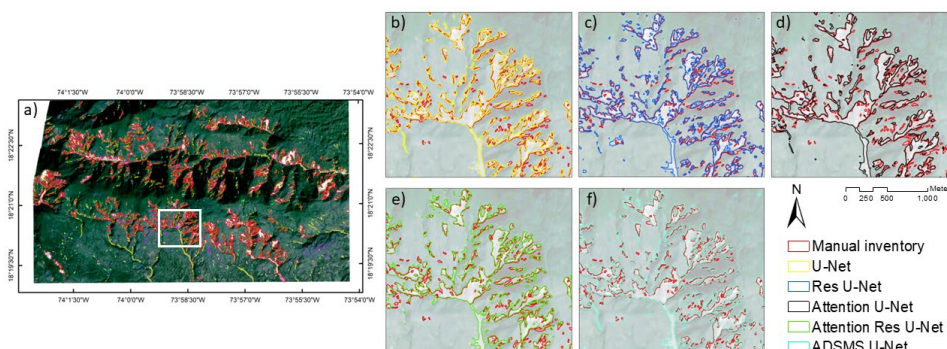 a)
74°1'30"W 74°0'0"W 73°58'30"W 73°57'0"W 73°55'30"W 73°54'0"W
18°22'30"N
18°21'0"N
18°19'30"N
18°22'30"N
18°21'0"N
18°19'30"N
74°1'30"W 74°0'0"W 73°58'30"W 73°57'0"W 73°55'30"W 73°54'0"W
b)
c)
d)
e)
f)
N
0 250 500 1,000
Manual inventory
U-Net
Res U-Net
Attention U-Net
Attention Res U-Net
ADSMS U-Net